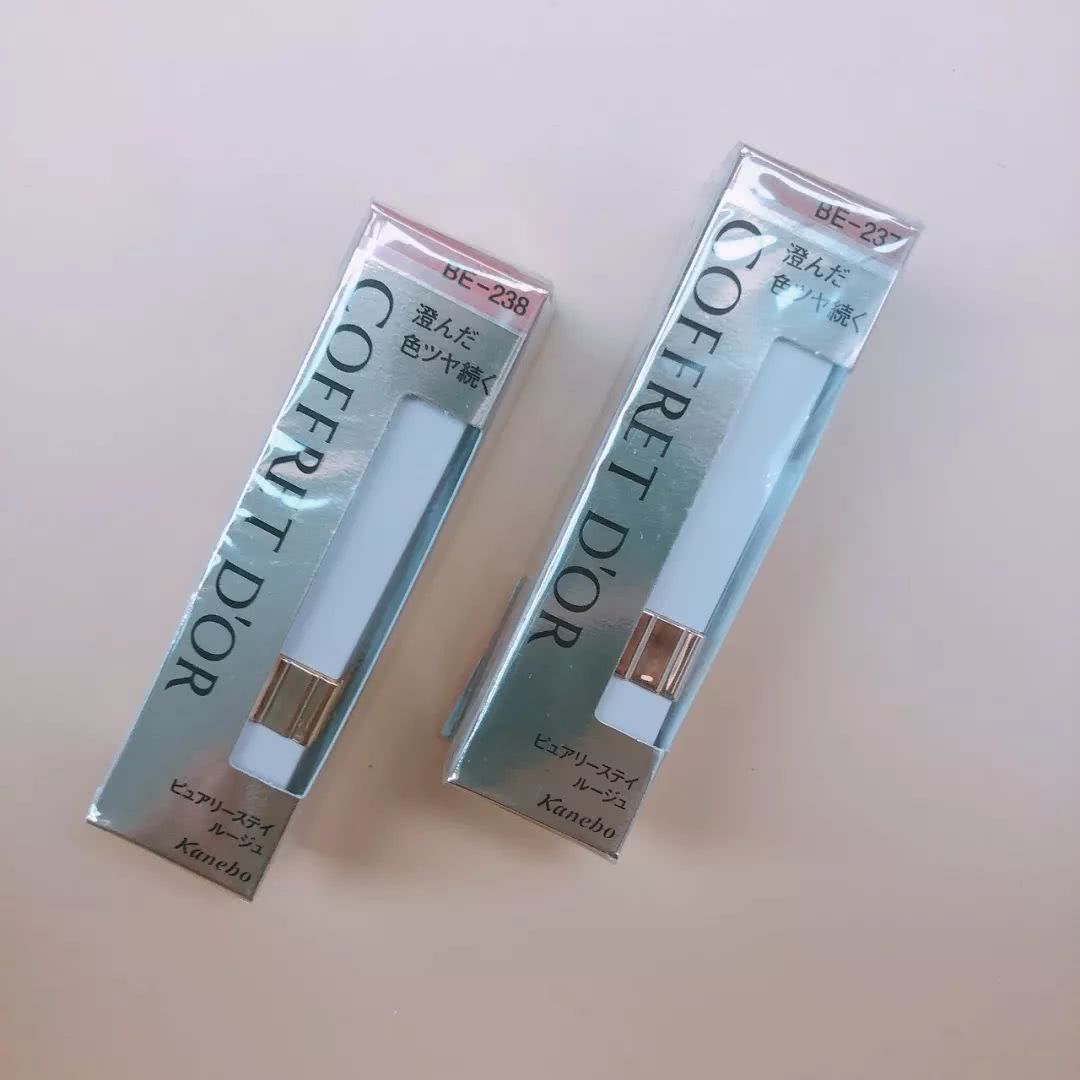 BE-238
澄んだ
色ツヤ続く
COFFRET D'OR
ピュアリーステイ
ルージュ
Kanebo
BE-237
澄んだ
色ツヤ続く
COFFRET D'OR
ピュアリーステイ
ルージュ
Kanebo